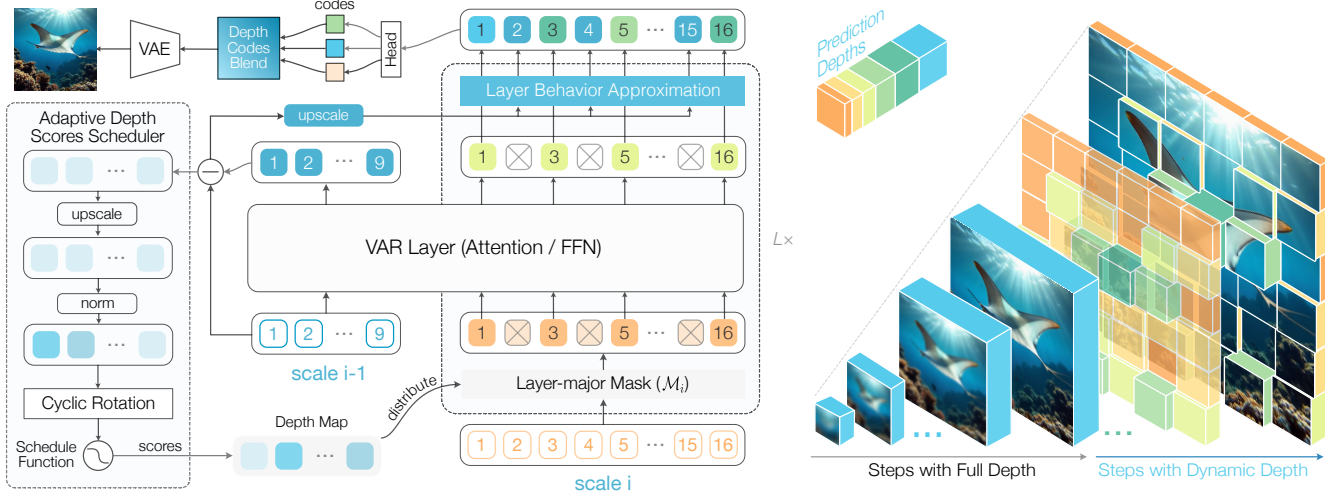 codes
VAE
Depth
Codes
Blend
Head
1 2 3 4 5 ··· 15 16
Layer Behavior Approximation
upscale
Adaptive Depth
Scores Scheduler
···
1 2 ··· 9
1 3 5 ··· 16
upscale
···
VAR Layer (Attention / FFN)
L×
norm
···
1 2 ··· 9
1 3 5 ··· 16
scale i-1
Cyclic Rotation
distribute
Layer-major Mask (ℳi)
Depth Map
Schedule
Function
scores
···
1 2 3 4 5 ··· 15 16
scale i
Prediction
Depths
···
···
Steps with Full Depth
Steps with Dynamic Depth